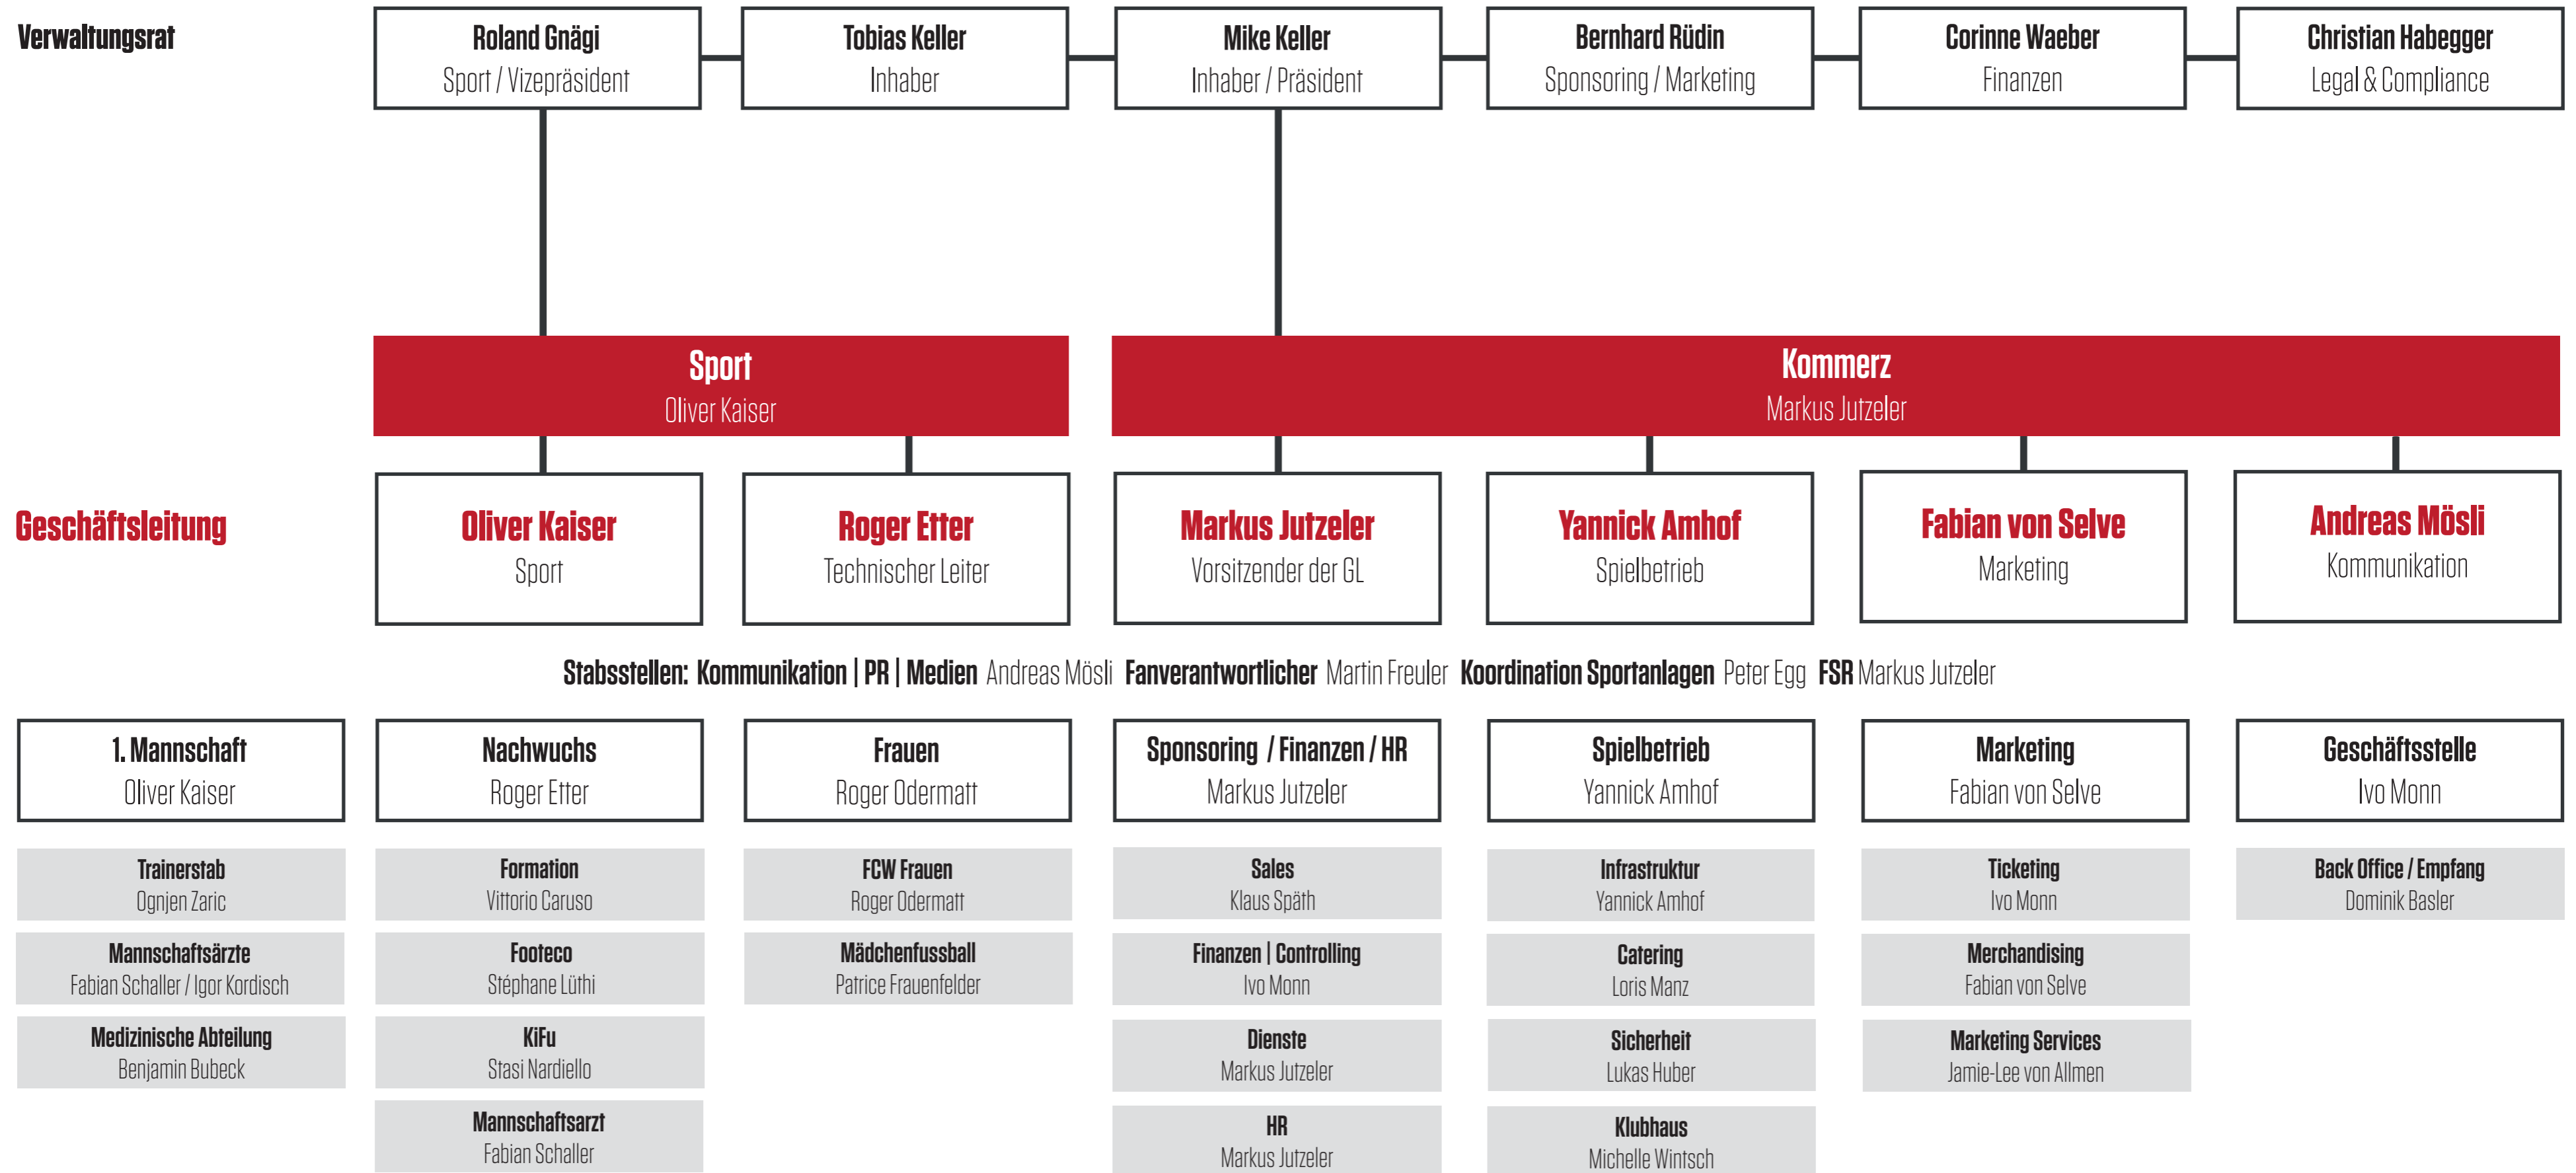 Verwaltungsrat
Roland Gnägi
Sport / Vizepräsident
Tobias Keller
Inhaber
Mike Keller
Inhaber / Präsident
Bernhard Rüdin
Sponsoring / Marketing
Corinne Waeber
Finanzen
Christian Habegger
Legal & Compliance
Sport
Oliver Kaiser
Kommerz
Markus Jutzeler
Geschäftsleitung
Oliver Kaiser
Sport
Roger Etter
Technischer Leiter
Markus Jutzeler
Vorsitzender der GL
Yannick Amhof
Spielbetrieb
Fabian von Selve
Marketing
Andreas Mösli
Kommunikation
Stabsstellen: Kommunikation | PR | Medien Andreas Mösli Fanverantwortlicher Martin Freuler Koordination Sportanlagen Peter Egg FSR Markus Jutzeler
1. Mannschaft
Oliver Kaiser
Trainerstab
Ognjen Zaric
Mannschaftsärzte
Fabian Schaller / Igor Kordisch
Medizinische Abteilung
Benjamin Bubeck
Nachwuchs
Roger Etter
Formation
Vittorio Caruso
Footeco
Stéphane Lüthi
KiFu
Stasi Nardiello
Mannschaftsarzt
Fabian Schaller
Frauen
Roger Odermatt
FCW Frauen
Roger Odermatt
Mädchenfussball
Patrice Frauenfelder
Sponsoring / Finanzen / HR
Markus Jutzeler
Sales
Klaus Späth
Finanzen | Controlling
Ivo Monn
Dienste
Markus Jutzeler
HR
Markus Jutzeler
Spielbetrieb
Yannick Amhof
Infrastruktur
Yannick Amhof
Catering
Loris Manz
Sicherheit
Lukas Huber
Klubhaus
Michelle Wintsch
Marketing
Fabian von Selve
Ticketing
Ivo Monn
Merchandising
Fabian von Selve
Marketing Services
Jamie-Lee von Allmen
Geschäftsstelle
Ivo Monn
Back Office / Empfang
Dominik Basler